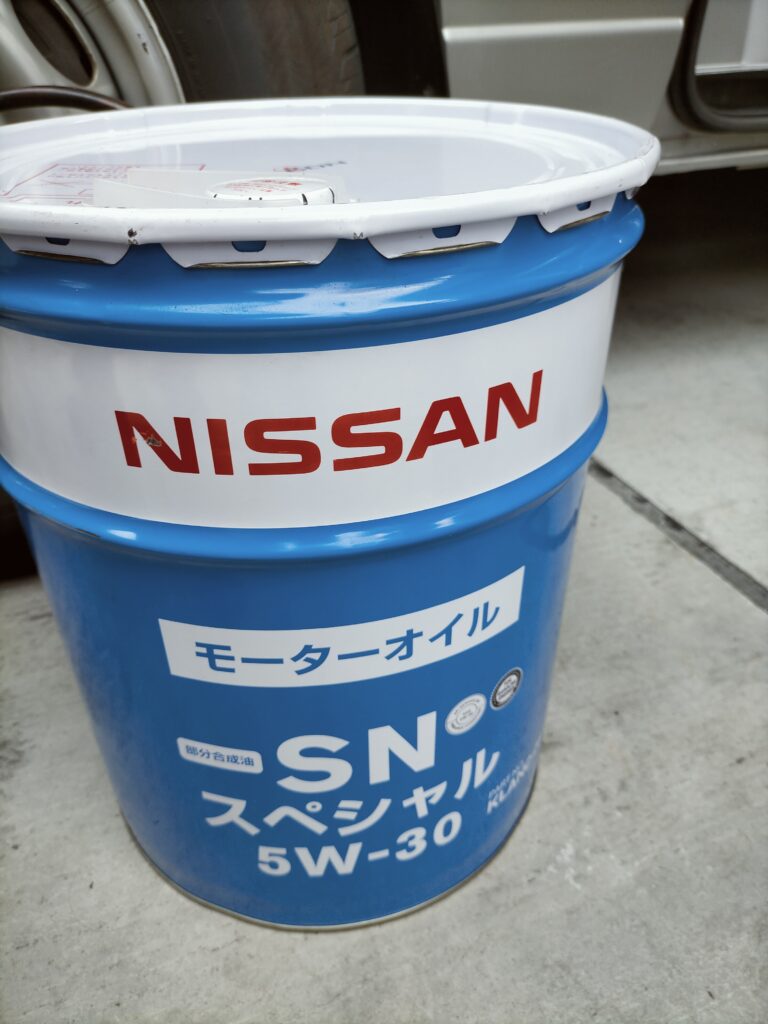 NISSAN
モーターオイル
部分合成油
SN
スペシャル
5W-30